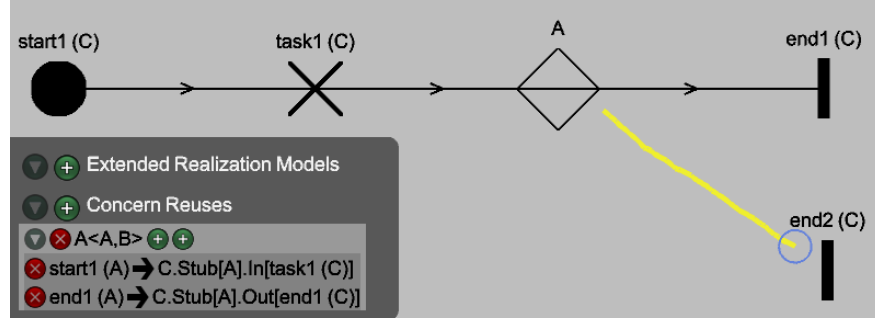 A
start1 (C)
task1 (C)
end1 (C)
Extended Realization Models
Concern Reuses
end2 (C)
A<A,B>
start1 (A)➔C.Stub[A].In[task1 (C)]
end1 (A)➔C.Stub[A].Out[end1 (C)]